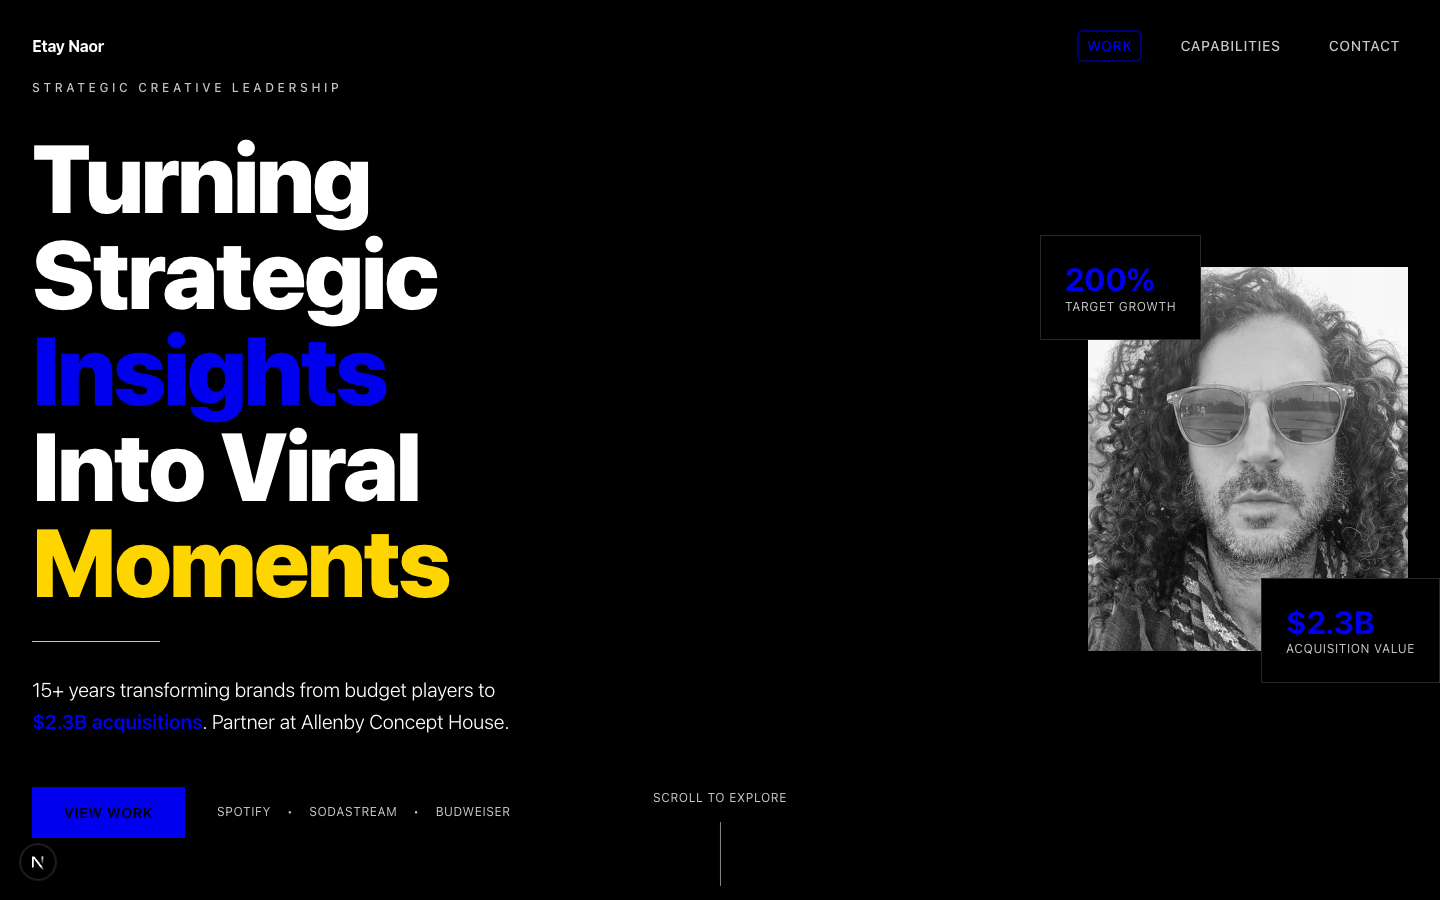 Etay Naor
WORK
CAPABILITIES
CONTACT
STRATEGIC CREATIVE LEADERSHIP
Turning
Strategic
Insights
Into Viral
Moments
200%
TARGET GROWTH
$2.3B
ACQUISITION VALUE
15+ years transforming brands from budget players to
$2.3B acquisitions. Partner at Allenby Concept House.
VIEW WORK
SPOTIFY • SODASTREAM • BUDWEISER
SCROLL TO EXPLORE
N